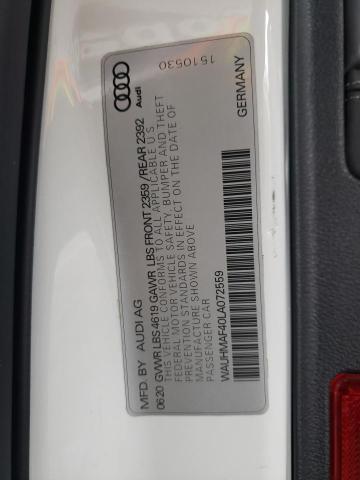 MFD. BY AUDI AG
0620 GVWR LBS 4619 GAWR LBS FRONT 2359 / REAR 2392
THIS VEHICLE CONFORMS TO ALL APPLICABLE U S
FEDERAL MOTOR VEHICLE SAFETY, BUMPER AND THEFT
PREVENTION STANDARDS IN EFFECT ON THE DATE OF
MANUFACTURE SHOWN ABOVE
PASSENGER CAR
WAUHMAF40LA072559
Audi
1510530
GERMANY